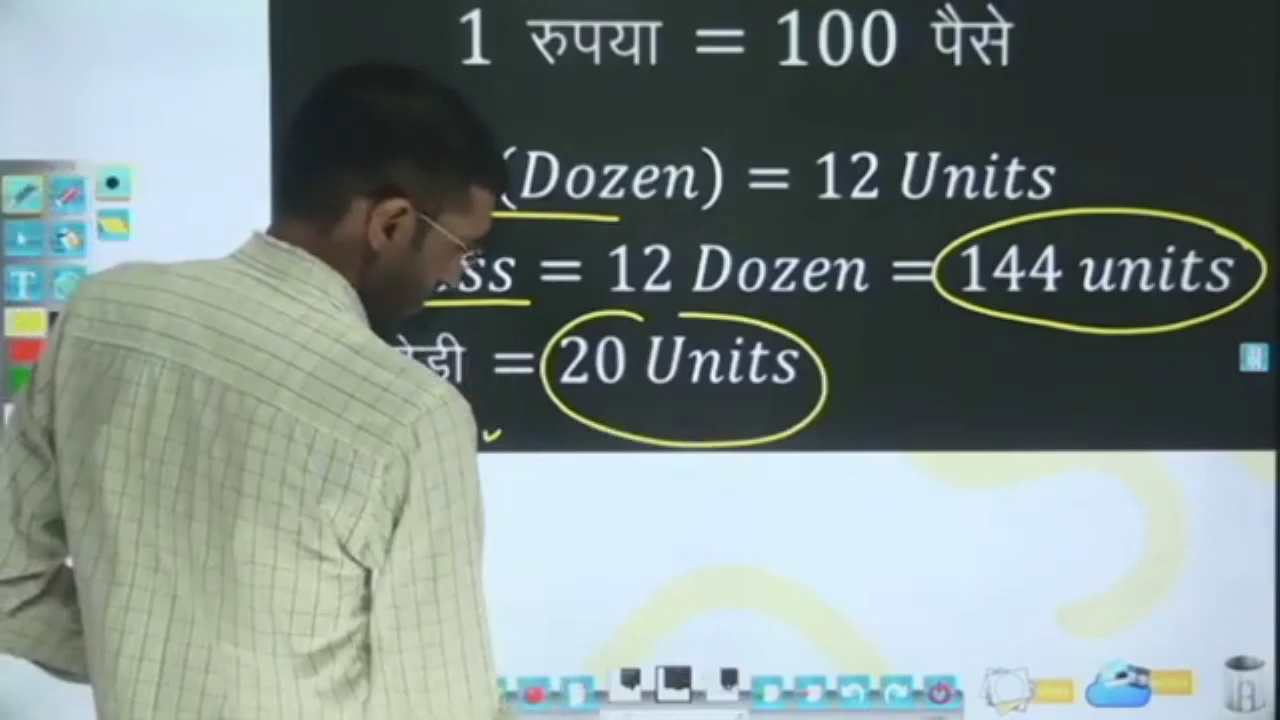 1 रुपया = 100 पैसे
(Dozen) = 12 Units
ss = 12 Dozen = 144 units
ड़ी = 20 Units
T